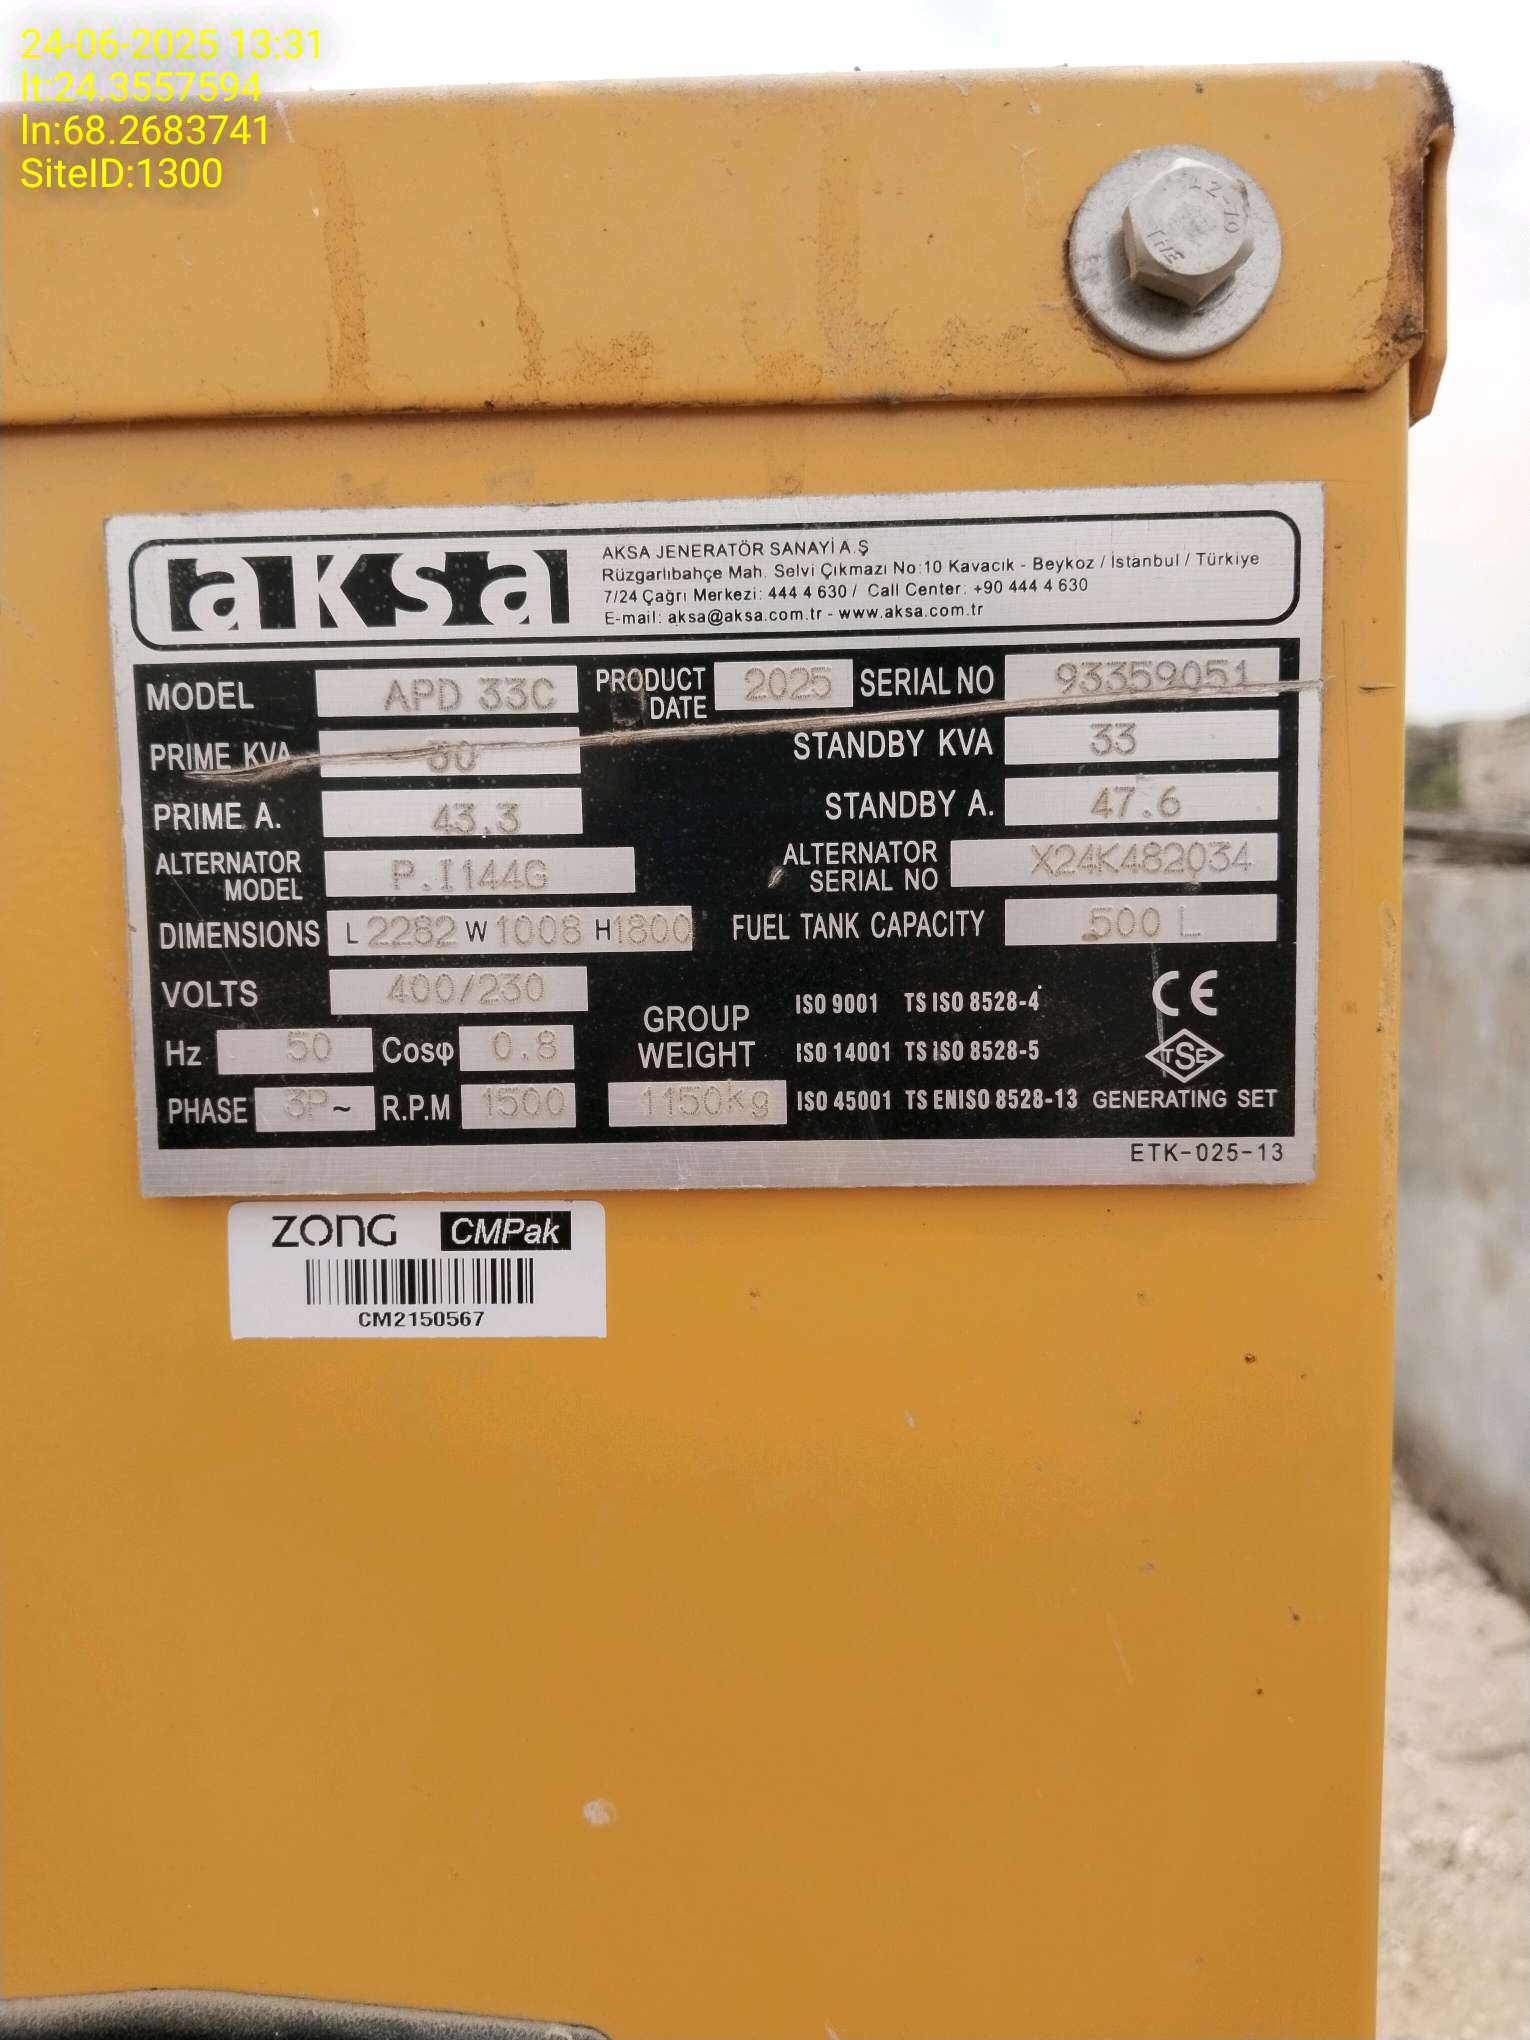 24-06-2025 13:31
lt:24.3557594
ln:68.2683741
SiteID:1300
aksa
AKSA JENERATÖR SANAYİ A.Ş
Rüzgarlıbahçe Mah. Selvi Çıkmazı No:10 Kavacık - Beykoz / İstanbul / Türkiye
7/24 Çağrı Merkezi: 444 4 630 / Call Center: +90 444 4 630
E-mail: aksa@aksa.com.tr - www.aksa.com.tr
MODEL APD 33C PRODUCT DATE 2025 SERIAL NO 93359051
PRIME KVA 30 STANDBY KVA 33
PRIME A. 43.3 STANDBY A. 47.6
ALTERNATOR MODEL P.I144G ALTERNATOR SERIAL NO X24K482034
DIMENSIONS L 2282 W 1008 H 1800 FUEL TANK CAPACITY 500 L
VOLTS 400/230 GROUP WEIGHT ISO 9001 TS ISO 8528-4 CE
Hz 50 Cosφ 0.8 ISO 14001 TS ISO 8528-5 TSE
PHASE 3P~ R.P.M 1500 1150kg ISO 45001 TS ENISO 8528-13 GENERATING SET
ETK-025-13
ZONG CMPak
CM2150567